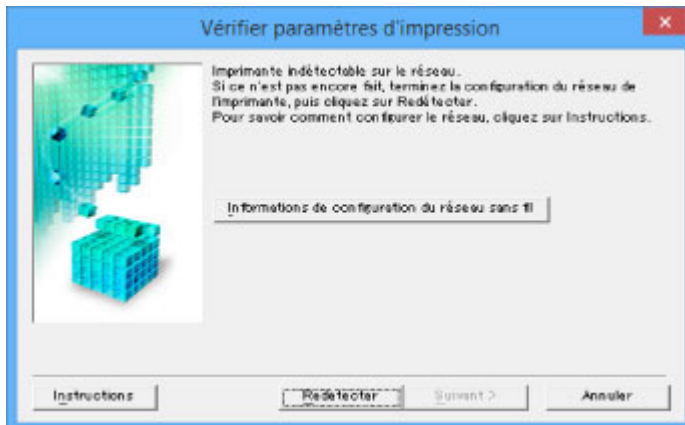 Vérifier paramètres d'impression
Imprimante indétectable sur le réseau.
Si ce n'est pas encore fait, terminez la configuration du réseau de
l'imprimante, puis cliquez sur Redétecter.
Pour savoir comment configurer le réseau, cliquez sur Instructions.
Informations de configuration du réseau sans fil
Instructions
Redétecter
Suivant >
Annuler